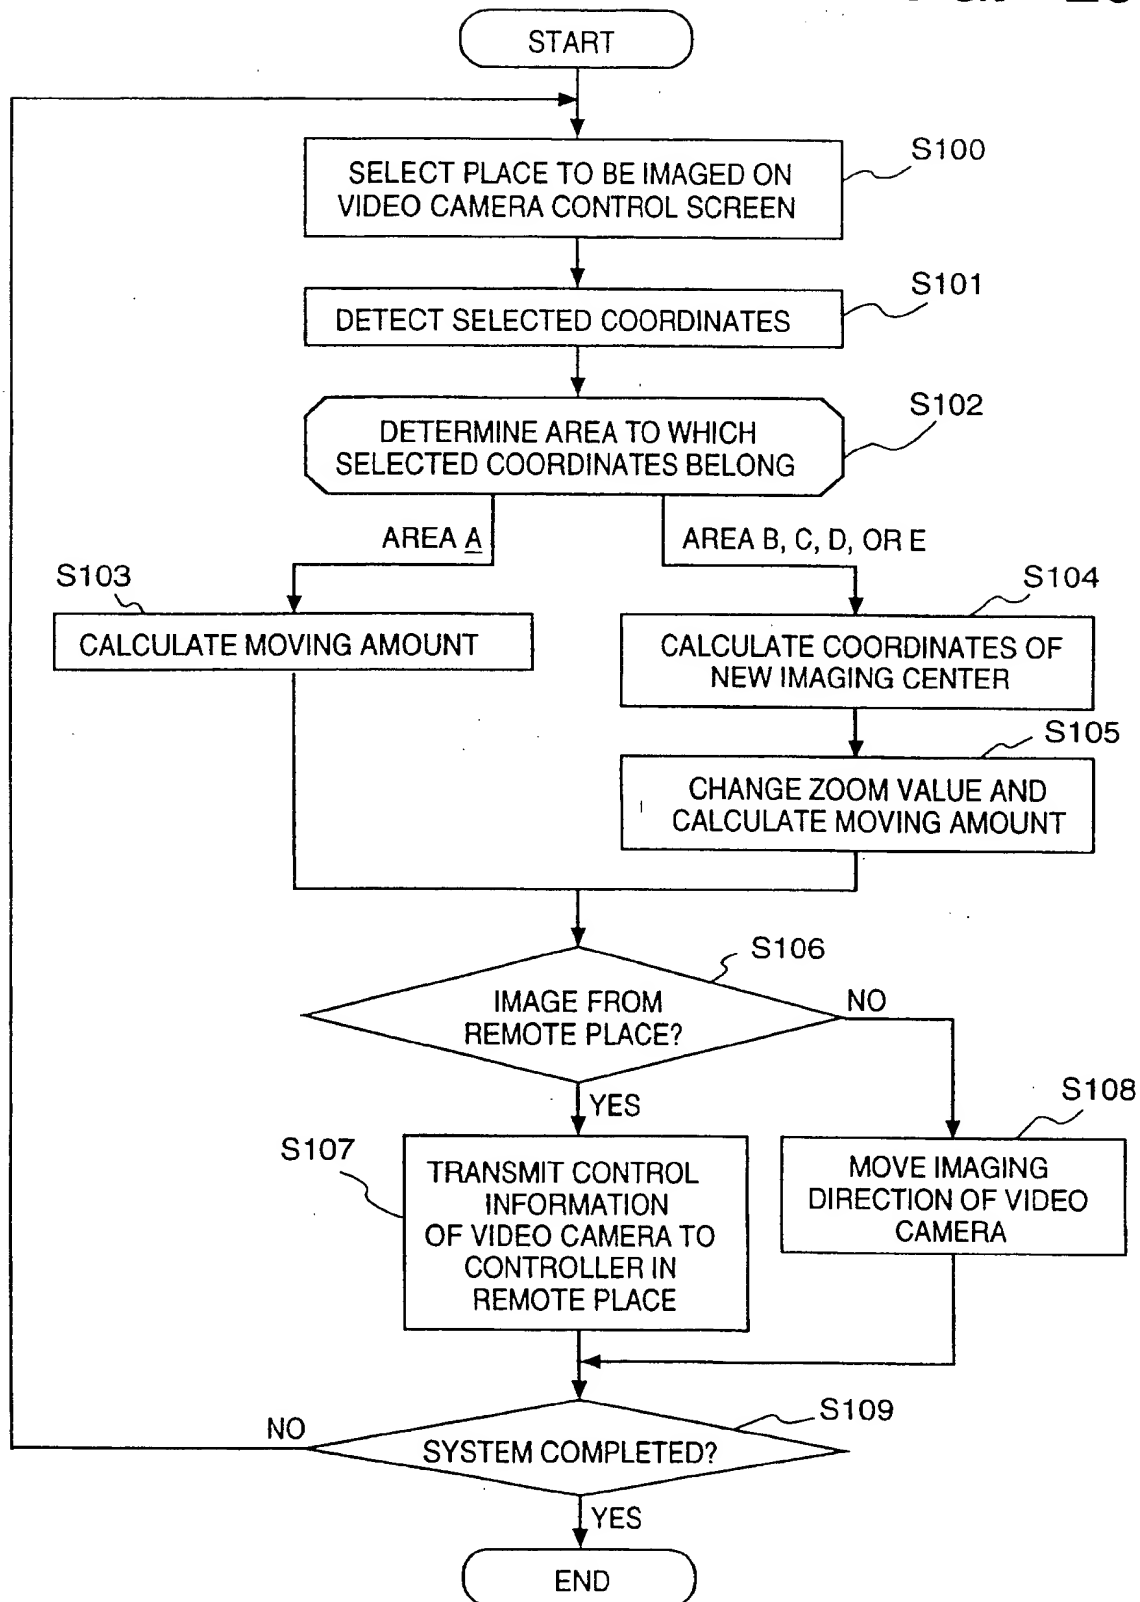 START
S100
SELECT PLACE TO BE IMAGED ON
VIDEO CAMERA CONTROL SCREEN
S101
DETECT SELECTED COORDINATES
S102
DETERMINE AREA TO WHICH
SELECTED COORDINATES BELONG
AREA A
AREA B, C, D, OR E
S103
CALCULATE MOVING AMOUNT
S104
CALCULATE COORDINATES OF
NEW IMAGING CENTER
S105
CHANGE ZOOM VALUE AND
CALCULATE MOVING AMOUNT
S106
IMAGE FROM
REMOTE PLACE?
NO
YES
S107
TRANSMIT CONTROL
INFORMATION
OF VIDEO CAMERA TO
CONTROLLER IN
REMOTE PLACE
S108
MOVE IMAGING
DIRECTION OF VIDEO
CAMERA
S109
SYSTEM COMPLETED?
NO
YES
END